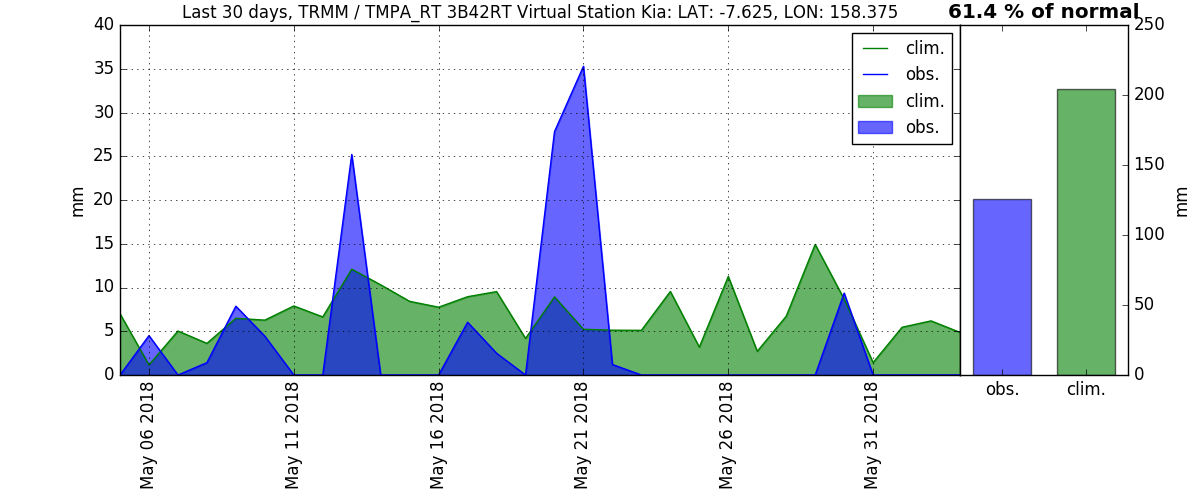 Last 30 days, TRMM / TMPA_RT 3B42RT Virtual Station Kia: LAT: -7.625, LON: 158.375
61.4 % of normal
40
35
30
25
20
15
10
5
0
mm
clim.
obs.
clim.
obs.
May 06 2018
May 11 2018
May 16 2018
May 21 2018
May 26 2018
May 31 2018
250
200
150
100
50
0
mm
obs.
clim.